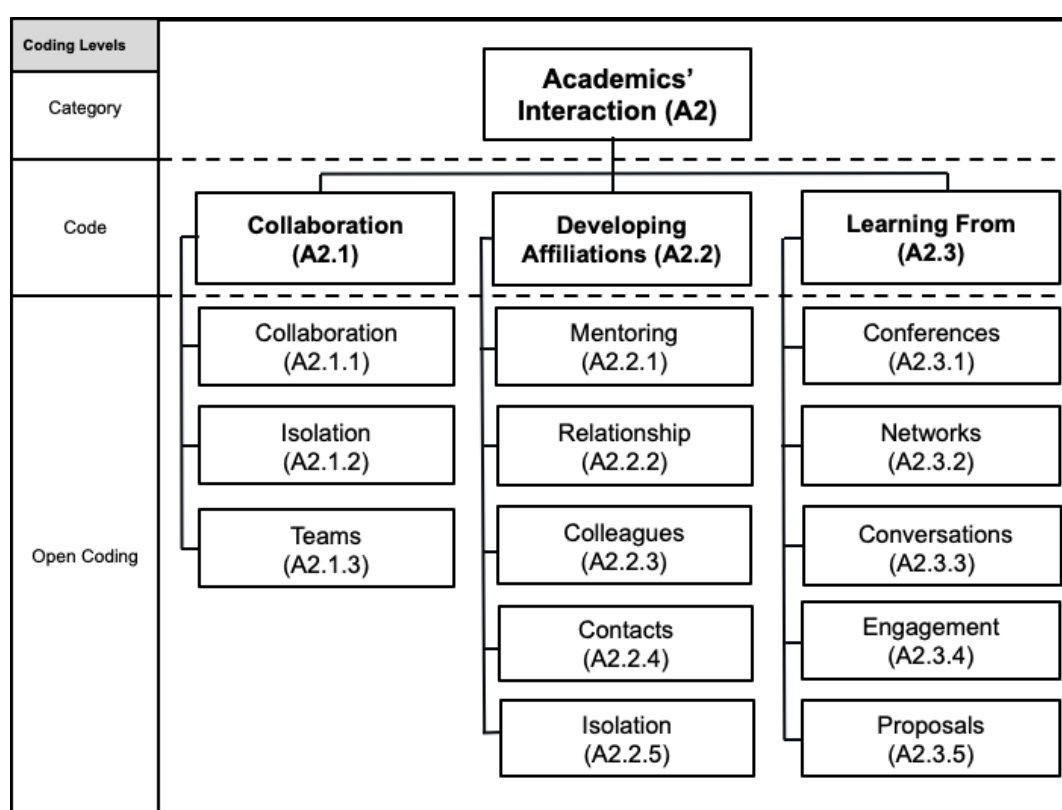 Coding Levels
Category
Academics’
Interaction (A2)
Code
Collaboration
(A2.1)
Developing
Affiliations (A2.2)
Learning From
(A2.3)
Open Coding
Collaboration
(A2.1.1)
Isolation
(A2.1.2)
Teams
(A2.1.3)
Mentoring
(A2.2.1)
Relationship
(A2.2.2)
Colleagues
(A2.2.3)
Contacts
(A2.2.4)
Isolation
(A2.2.5)
Conferences
(A2.3.1)
Networks
(A2.3.2)
Conversations
(A2.3.3)
Engagement
(A2.3.4)
Proposals
(A2.3.5)